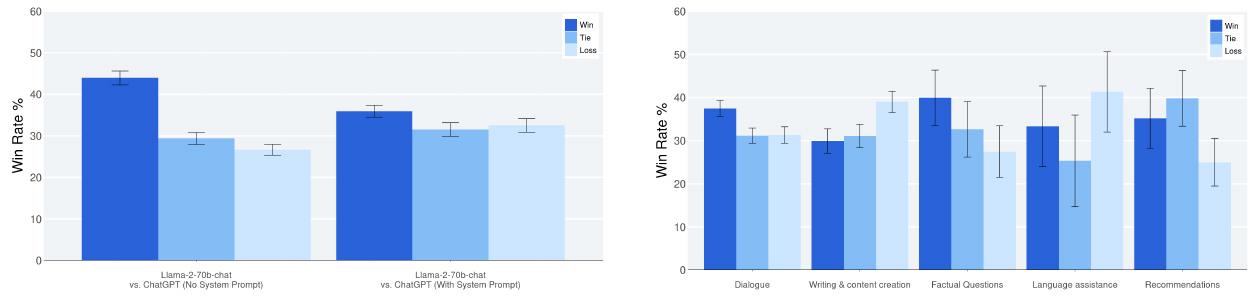 60
50
40
30
20
10
0
Win Rate %
Win
Tie
Loss
Llama-2-70b-chat
vs. ChatGPT (No System Prompt)
Llama-2-70b-chat
vs. ChatGPT (With System Prompt)
60
50
40
30
20
10
0
Win Rate %
Win
Tie
Loss
Dialogue
Writing & content creation
Factual Questions
Language assistance
Recommendations